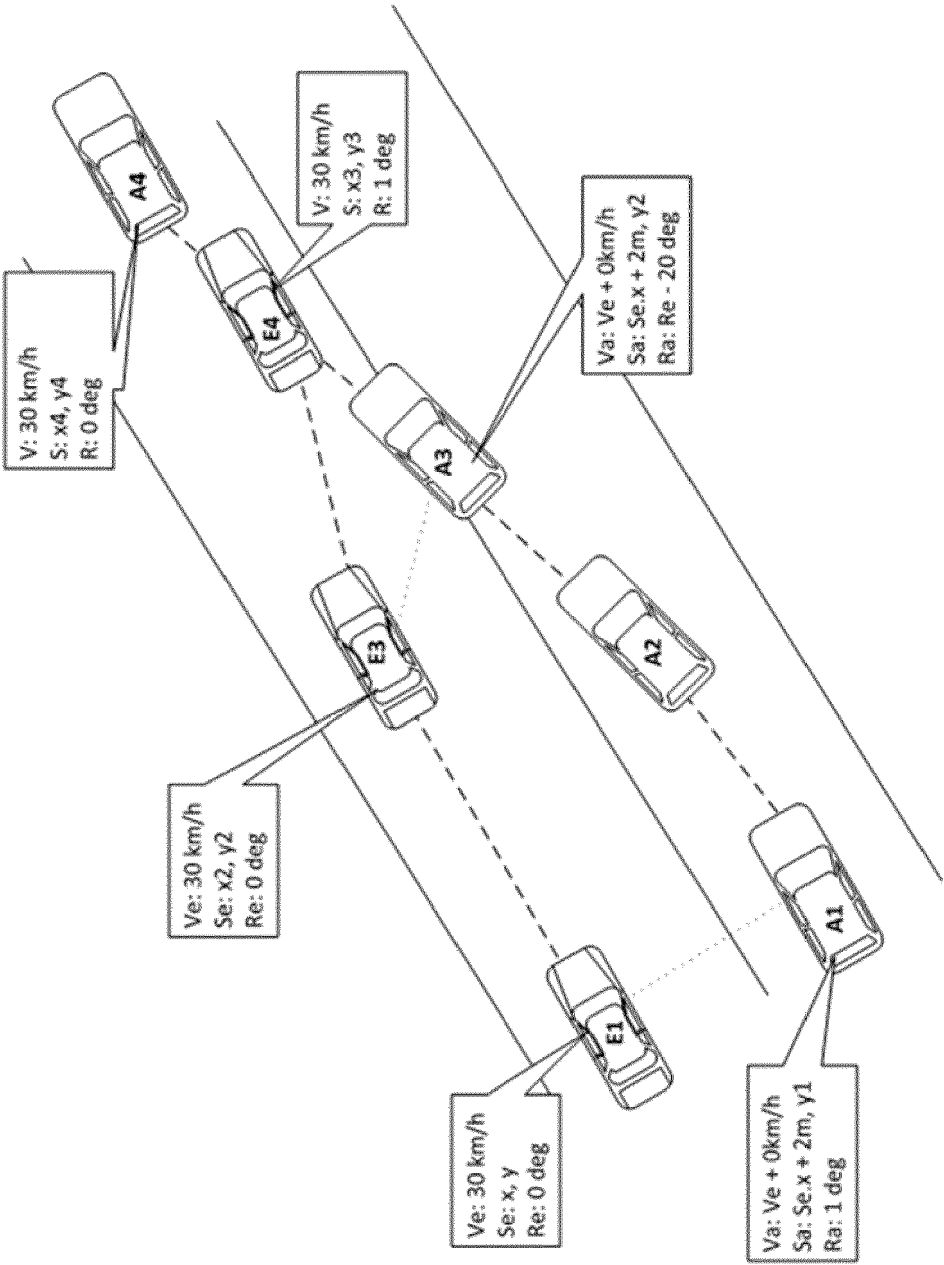 V: 30 km/h
S: x4, y4
R: 0 deg
A4
V: 30 km/h
S: x3, y3
R: 1 deg
E4
Ve: 30 km/h
Se: x2, y2
Re: 0 deg
E3
A3
Va: Ve + 0km/h
Sa: Se.x + 2m, y2
Ra: Re - 20 deg
A2
Ve: 30 km/h
Se: x, y
Re: 0 deg
E1
A1
Va: Ve + 0km/h
Sa: Se.x + 2m, y1
Ra: 1 deg